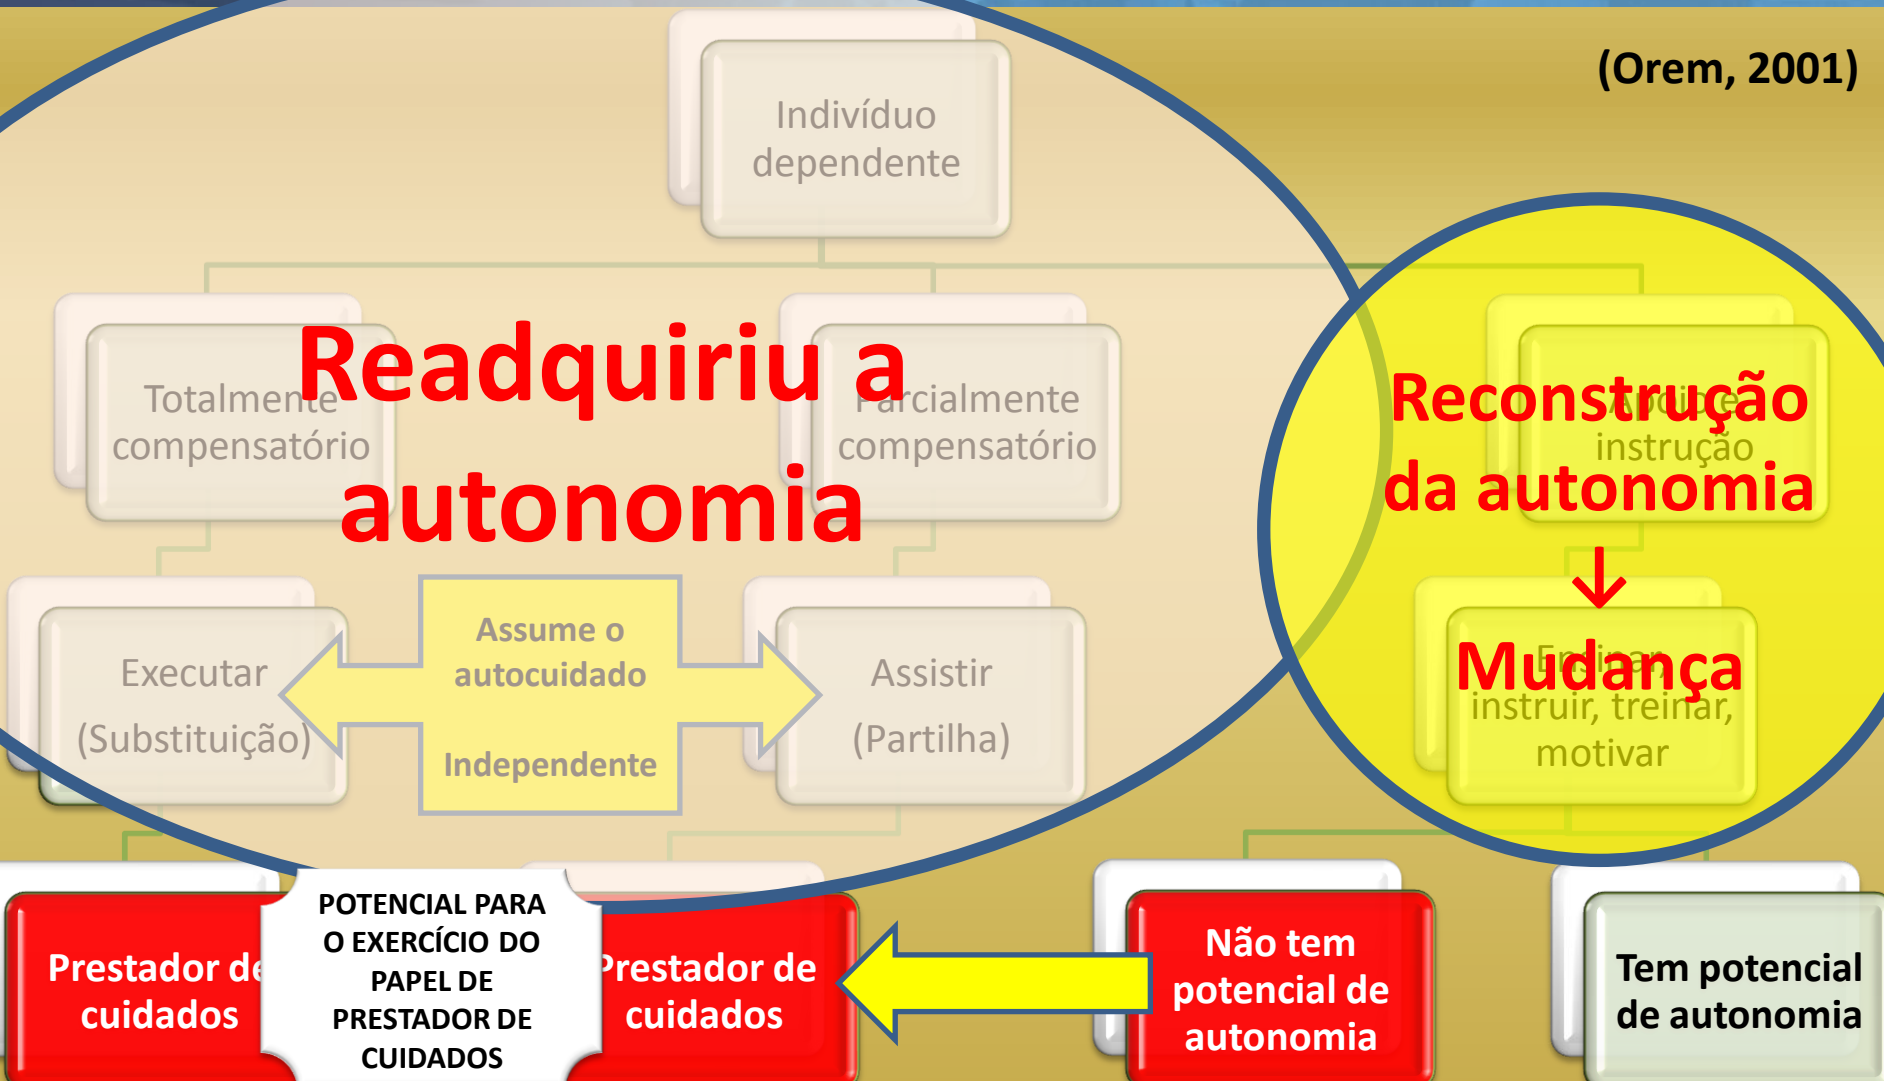 (Orem, 2001)
Indivíduo
dependente
Totalmente
compensatório
Parcialmente
compensatório
Apoio e
instrução
Readquiriu a
autonomia
Reconstrução
da autonomia
↓
Mudança
Executar
(Substituição)
Assume o
autocuidado
Independente
Assistir
(Partilha)
Ensinar,
instruir, treinar,
motivar
Prestador de
cuidados
POTENCIAL PARA
O EXERCÍCIO DO
PAPEL DE
PRESTADOR DE
CUIDADOS
Prestador de
cuidados
Não tem
potencial de
autonomia
Tem potencial
de autonomia